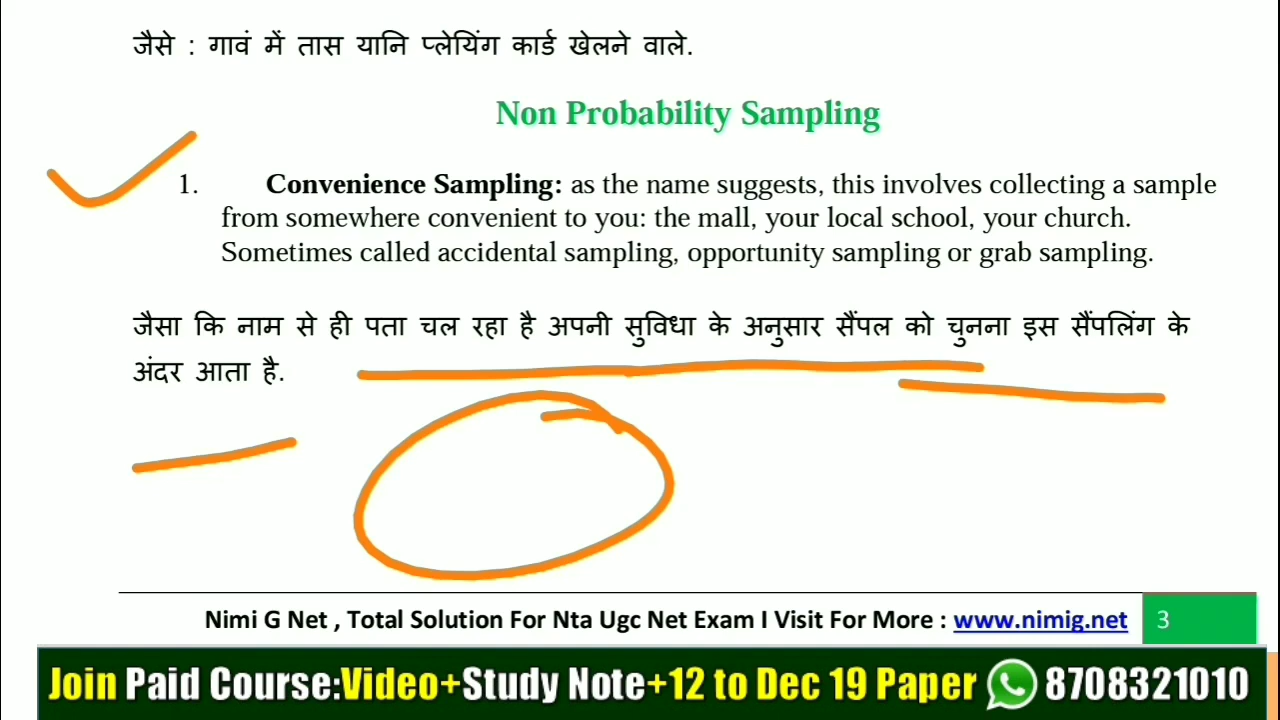 जैसे : गावं में तास यानि प्लेयिंग कार्ड खेलने वाले.
Non Probability Sampling
1. Convenience Sampling: as the name suggests, this involves collecting a sample
from somewhere convenient to you: the mall, your local school, your church.
Sometimes called accidental sampling, opportunity sampling or grab sampling.
जैसा कि नाम से ही पता चल रहा है अपनी सुविधा के अनुसार सैंपल को चुनना इस सैंपलिंग के
अंदर आता है.
Nimi G Net , Total Solution For Nta Ugc Net Exam I Visit For More : www.nimig.net 3
Join Paid Course:Video+Study Note+12 to Dec 19 Paper 8708321010